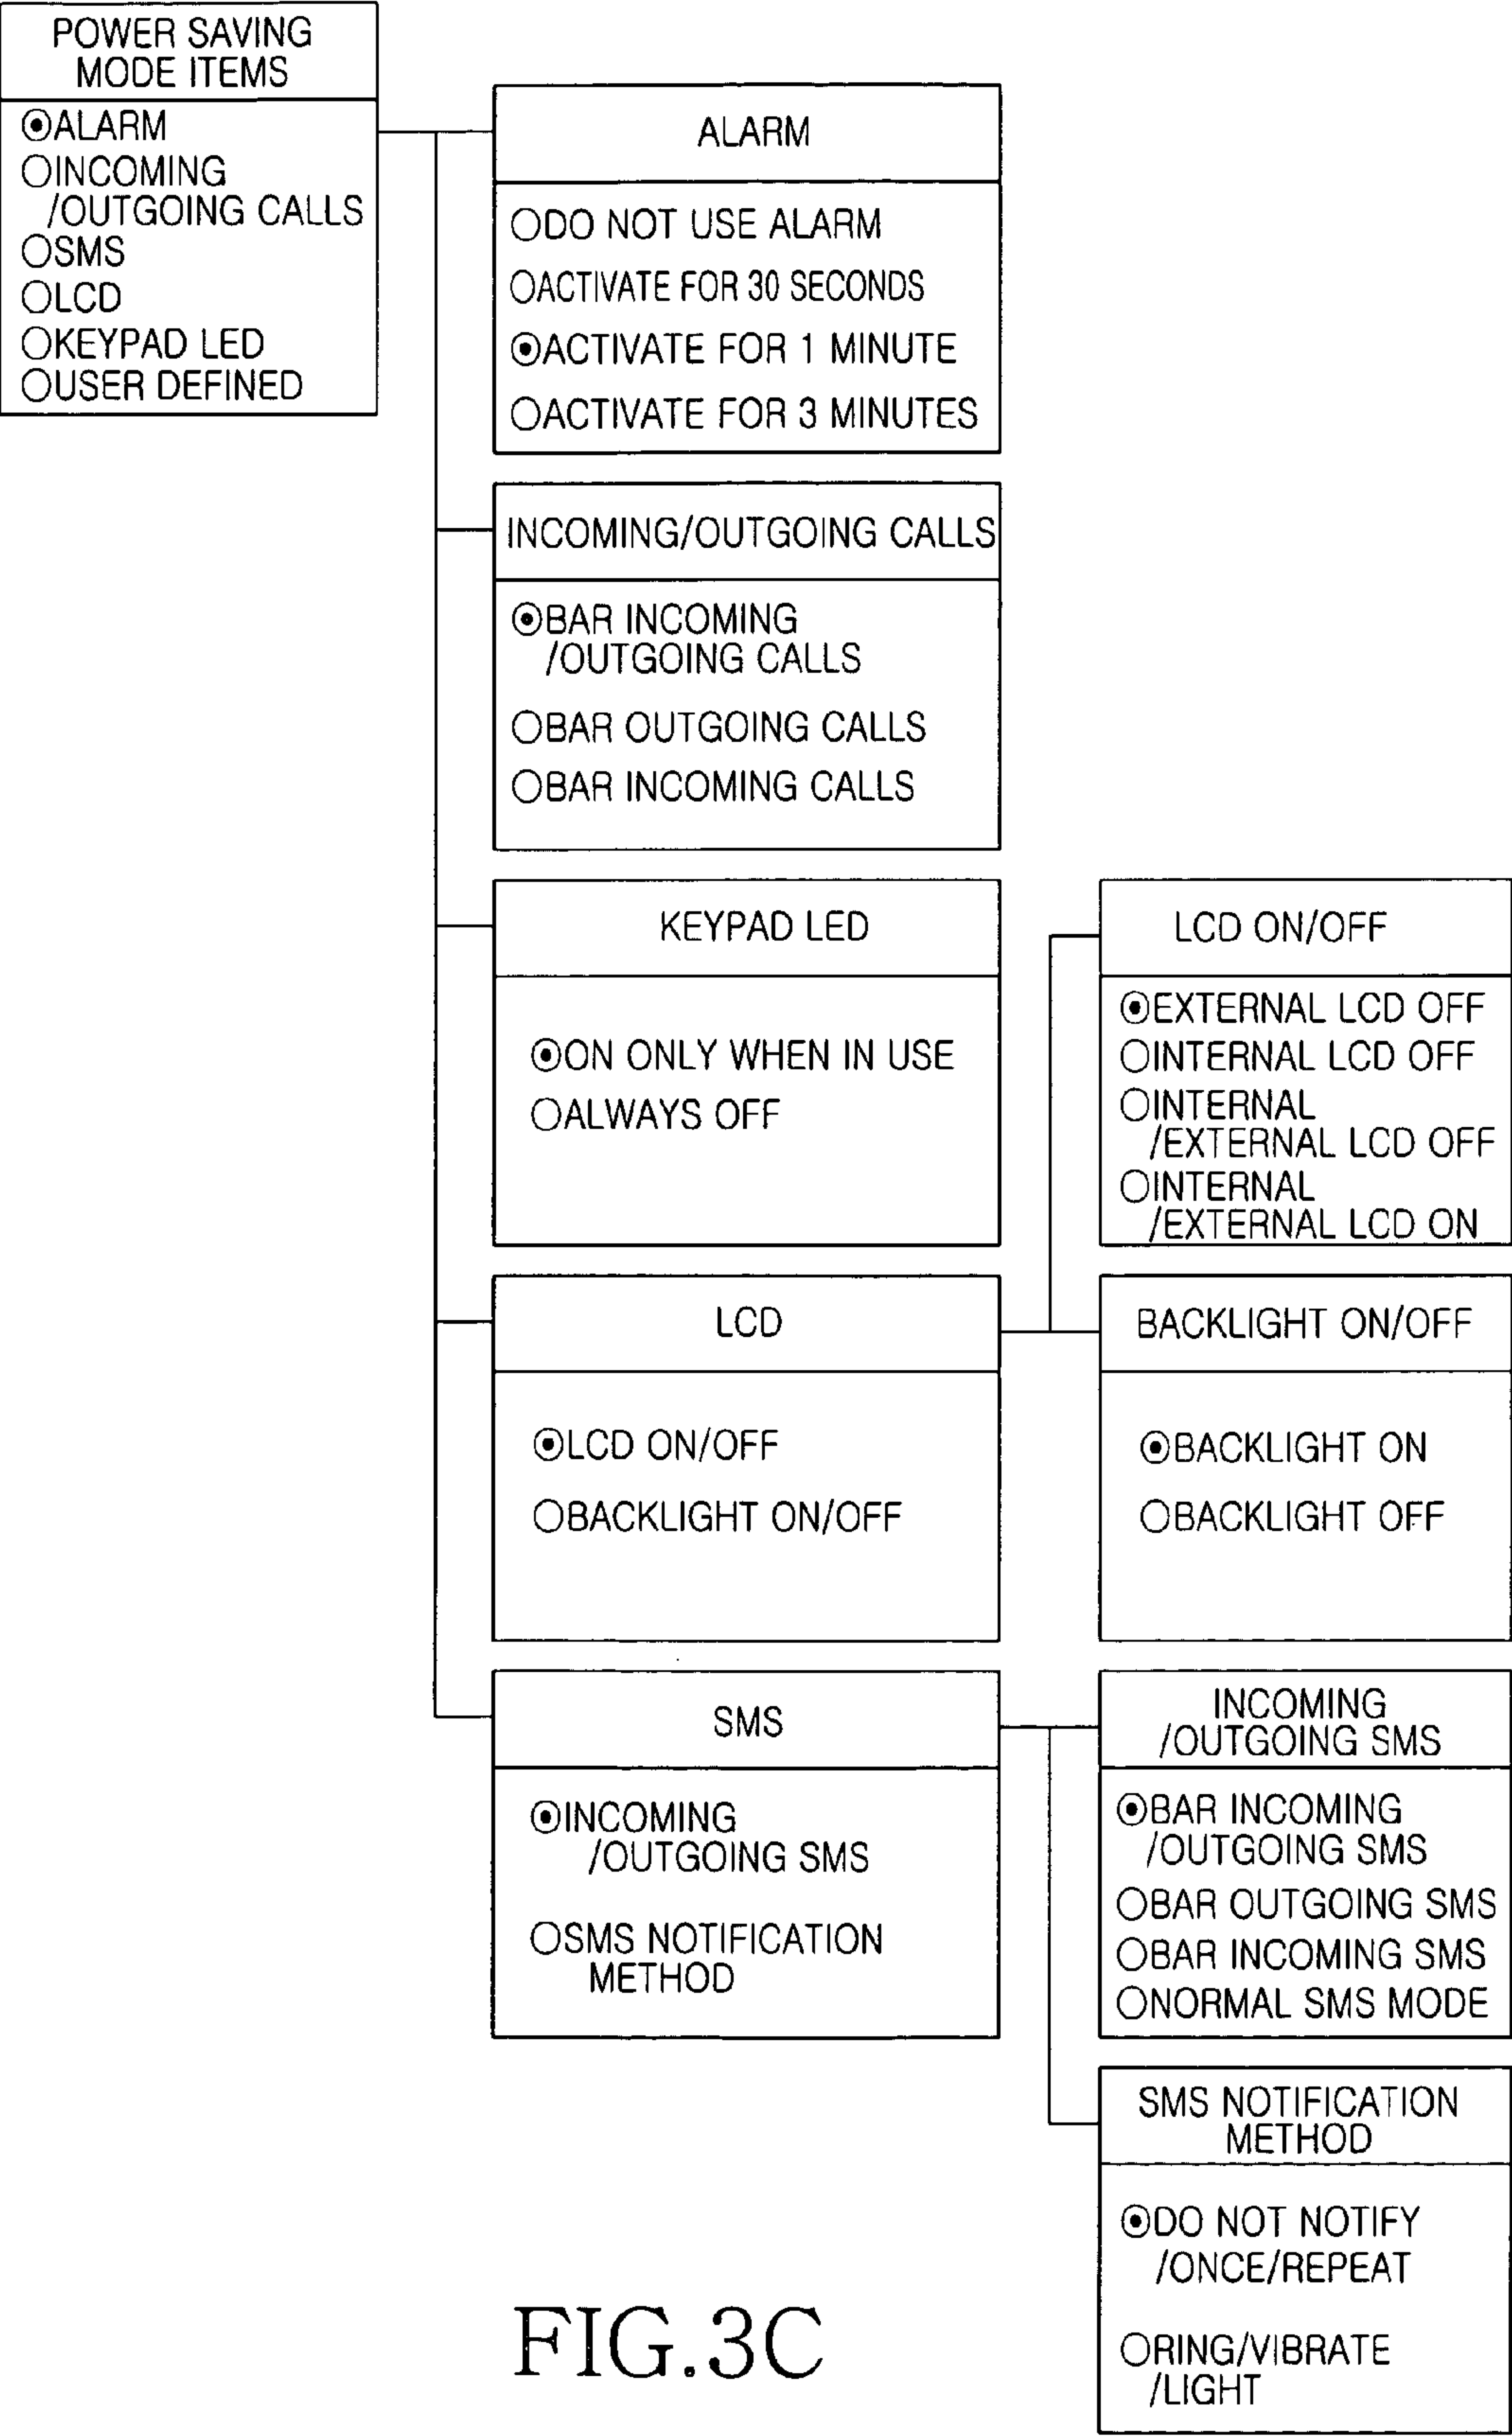 POWER SAVING
MODE ITEMS
ALARM
INCOMING
/OUTGOING CALLS
SMS
LCD
KEYPAD LED
USER DEFINED
ALARM
DO NOT USE ALARM
ACTIVATE FOR 30 SECONDS
ACTIVATE FOR 1 MINUTE
ACTIVATE FOR 3 MINUTES
INCOMING/OUTGOING CALLS
BAR INCOMING
/OUTGOING CALLS
BAR OUTGOING CALLS
BAR INCOMING CALLS
KEYPAD LED
ON ONLY WHEN IN USE
ALWAYS OFF
LCD ON/OFF
EXTERNAL LCD OFF
INTERNAL LCD OFF
INTERNAL
/EXTERNAL LCD OFF
INTERNAL
/EXTERNAL LCD ON
LCD
LCD ON/OFF
BACKLIGHT ON/OFF
BACKLIGHT ON/OFF
BACKLIGHT ON
BACKLIGHT OFF
SMS
INCOMING
/OUTGOING SMS
SMS NOTIFICATION
METHOD
INCOMING
/OUTGOING SMS
BAR INCOMING
/OUTGOING SMS
BAR OUTGOING SMS
BAR INCOMING SMS
NORMAL SMS MODE
SMS NOTIFICATION
METHOD
DO NOT NOTIFY
/ONCE/REPEAT
RING/VIBRATE
/LIGHT
FIG.3C